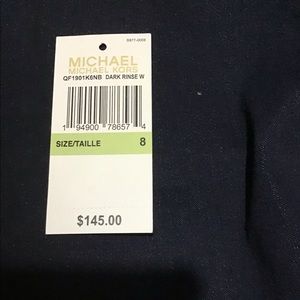 MICHAEL
MICHAEL KORS
QF1901K6NB DARK RINSE W
1 94900 78657 4
SIZE/TAILLE 8
$145.00